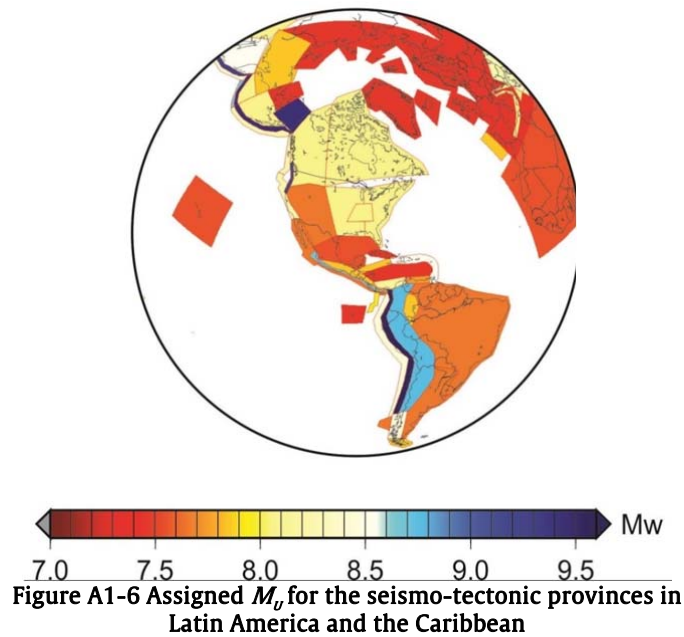 Mw
7.0 7.5 8.0 8.5 9.0 9.5
Figure A1-6 Assigned MU for the seismo-tectonic provinces in
Latin America and the Caribbean